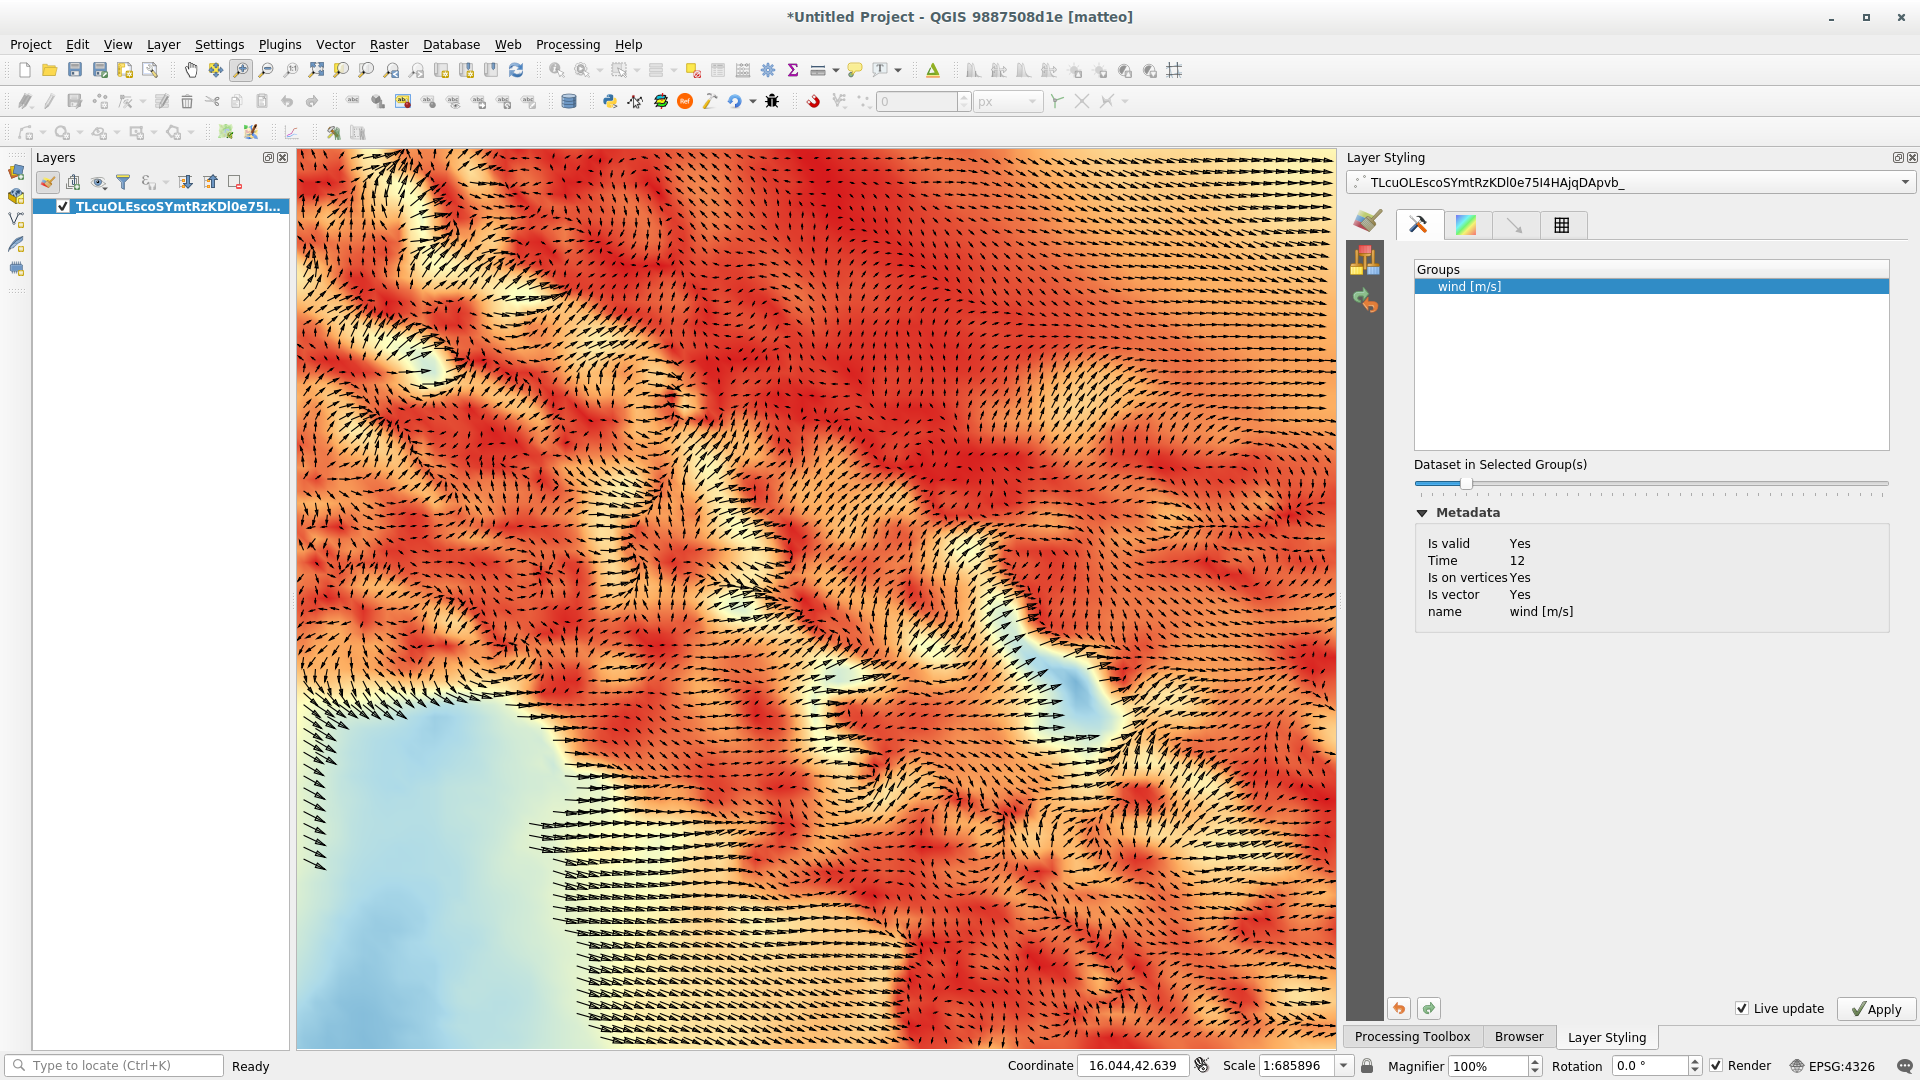 *Untitled Project - QGIS 9887508d1e [matteo]
Project Edit View Layer Settings Plugins Vector Raster Database Web Processing Help
0 px
Layers
TLcuOLEscoSYmtRzKDl0e75I...
Layer Styling
TLcuOLEscoSYmtRzKDl0e75I4HAjqDApvb_
Groups
wind [m/s]
Dataset in Selected Group(s)
Metadata
Is valid Yes
Time 12
Is on vertices Yes
Is vector Yes
name wind [m/s]
Live update Apply
Processing Toolbox Browser Layer Styling
Type to locate (Ctrl+K) Ready Coordinate 16.044,42.639 Scale 1:685896 Magnifier 100% Rotation 0.0 ° Render EPSG:4326